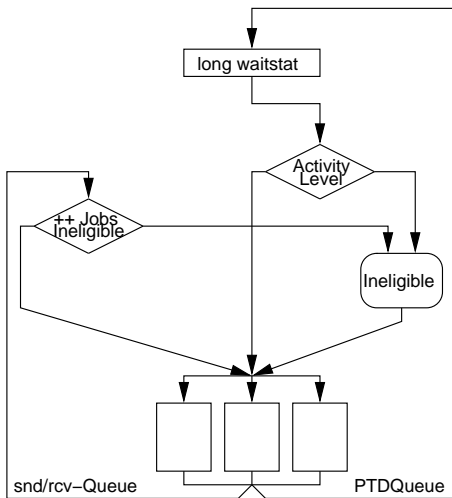 long waitstat
Activity
Level
++ Jobs
Ineligible
Ineligible
snd/rcv−Queue
PTDQueue